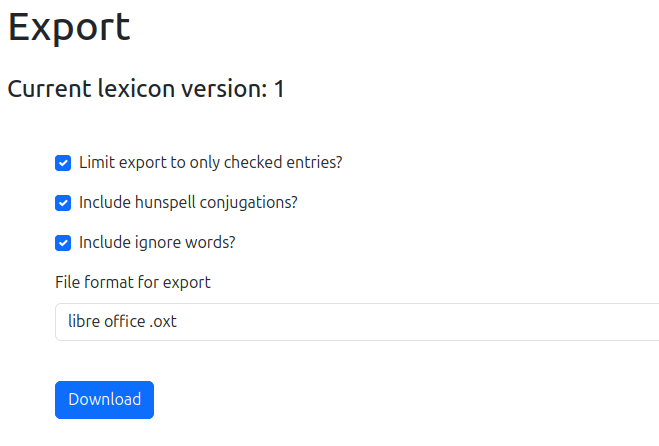 Export
Current lexicon version: 1
Limit export to only checked entries?
Include hunspell conjugations?
Include ignore words?
File format for export
libre office .oxt
Download